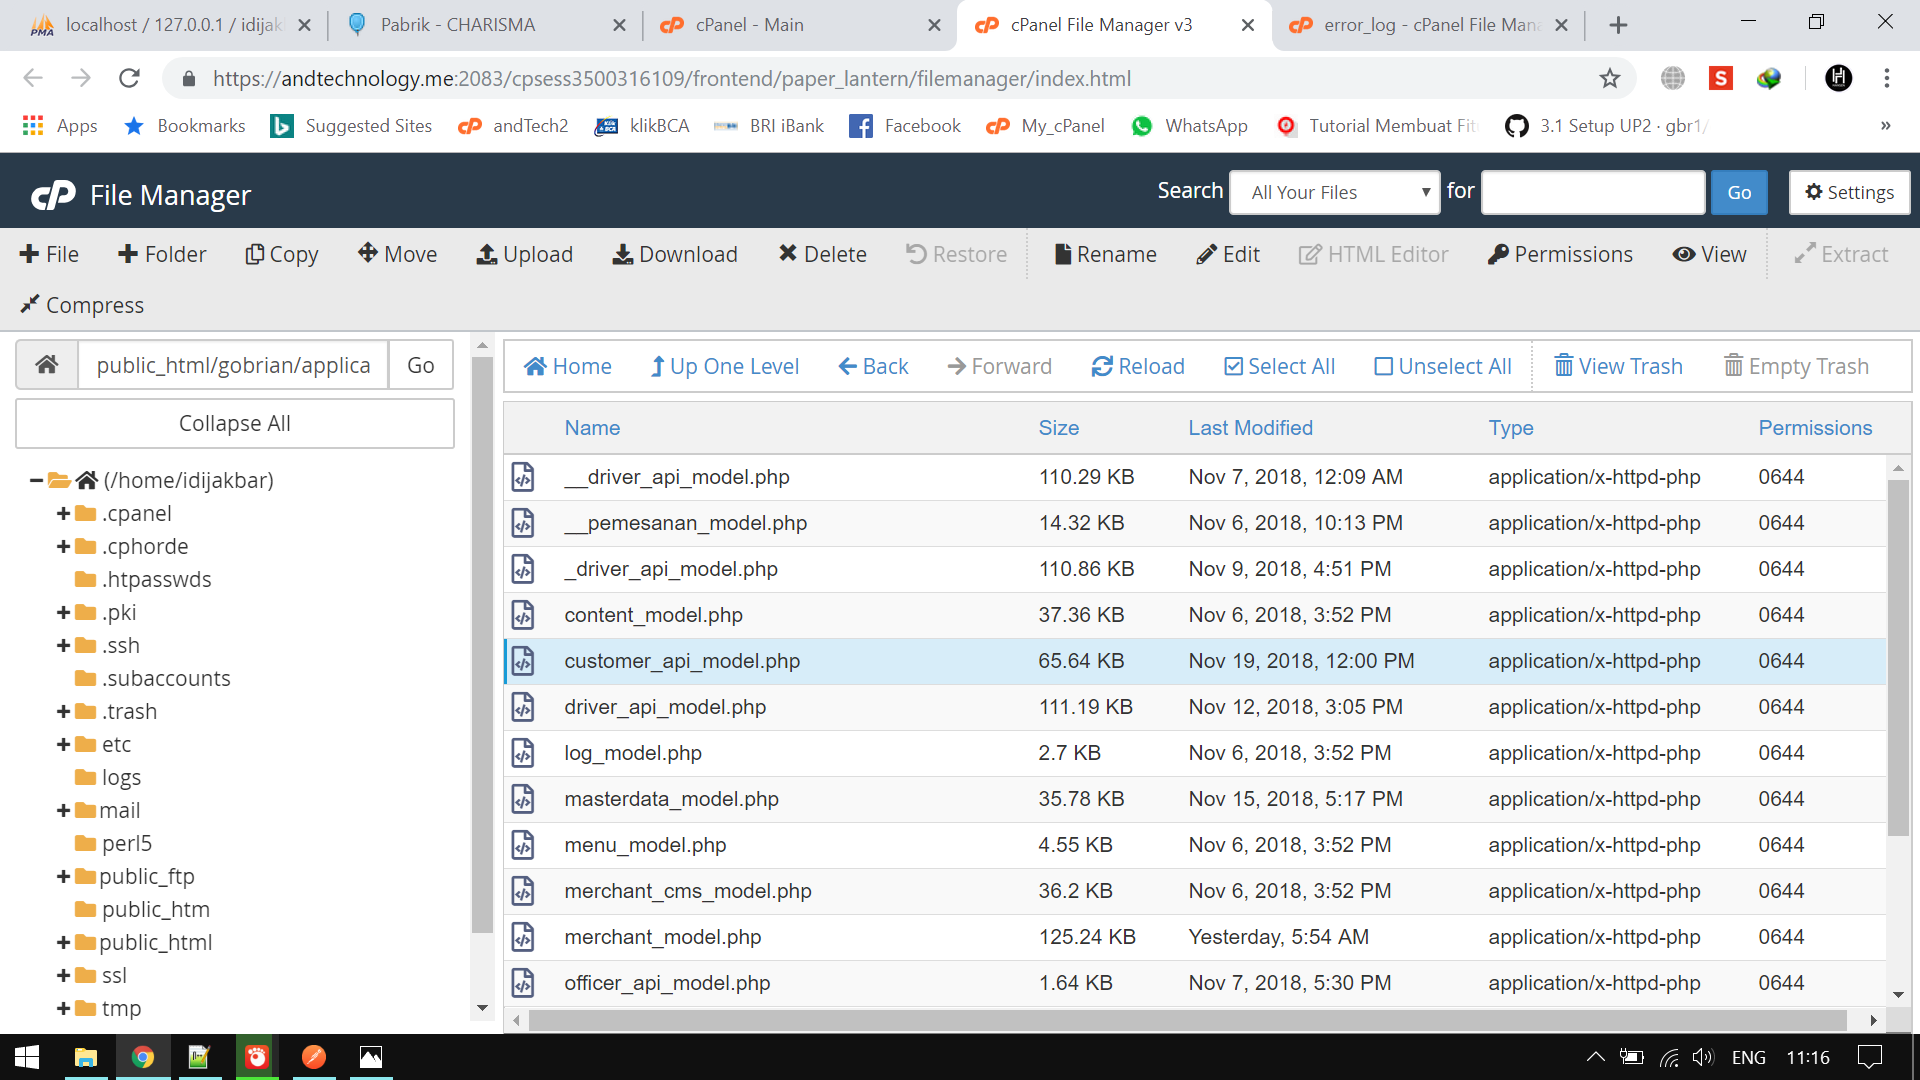 localhost / 127.0.0.1 / idijak
Pabrik - CHARISMA
cPanel - Main
cPanel File Manager v3
error_log - cPanel File Mana
https://andtechnology.me:2083/cpsess3500316109/frontend/paper_lantern/filemanager/index.html
Apps
Bookmarks
Suggested Sites
andTech2
klikBCA
BRI iBank
Facebook
My_cPanel
WhatsApp
Tutorial Membuat Fit
3.1 Setup UP2 · gbr1/
»
File Manager
Search All Your Files for Go Settings
File Folder Copy Move Upload Download Delete Restore Rename Edit HTML Editor Permissions View Extract
Compress
public_html/gobrian/applica Go
Home Up One Level Back Forward Reload Select All Unselect All View Trash Empty Trash
Collapse All
(/home/idijakbar)
.cpanel
.cphorde
.htpasswds
.pki
.ssh
.subaccounts
.trash
etc
logs
mail
perl5
public_ftp
public_htm
public_html
ssl
tmp
Name Size Last Modified Type Permissions
__driver_api_model.php 110.29 KB Nov 7, 2018, 12:09 AM application/x-httpd-php 0644
__pemesanan_model.php 14.32 KB Nov 6, 2018, 10:13 PM application/x-httpd-php 0644
_driver_api_model.php 110.86 KB Nov 9, 2018, 4:51 PM application/x-httpd-php 0644
content_model.php 37.36 KB Nov 6, 2018, 3:52 PM application/x-httpd-php 0644
customer_api_model.php 65.64 KB Nov 19, 2018, 12:00 PM application/x-httpd-php 0644
driver_api_model.php 111.19 KB Nov 12, 2018, 3:05 PM application/x-httpd-php 0644
log_model.php 2.7 KB Nov 6, 2018, 3:52 PM application/x-httpd-php 0644
masterdata_model.php 35.78 KB Nov 15, 2018, 5:17 PM application/x-httpd-php 0644
menu_model.php 4.55 KB Nov 6, 2018, 3:52 PM application/x-httpd-php 0644
merchant_cms_model.php 36.2 KB Nov 6, 2018, 3:52 PM application/x-httpd-php 0644
merchant_model.php 125.24 KB Yesterday, 5:54 AM application/x-httpd-php 0644
officer_api_model.php 1.64 KB Nov 7, 2018, 5:30 PM application/x-httpd-php 0644
ENG 11:16